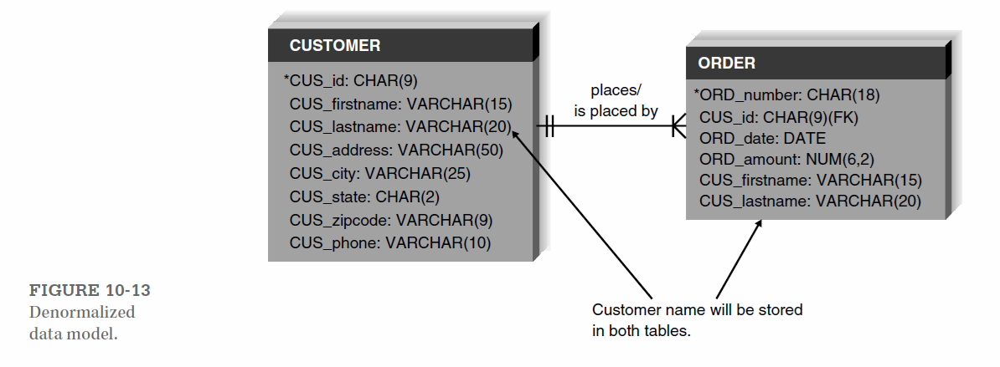 CUSTOMER
*CUS_id: CHAR(9)
CUS_firstname: VARCHAR(15)
CUS_lastname: VARCHAR(20)
CUS_address: VARCHAR(50)
CUS_city: VARCHAR(25)
CUS_state: CHAR(2)
CUS_zipcode: VARCHAR(9)
CUS_phone: VARCHAR(10)
places/
is placed by
ORDER
*ORD_number: CHAR(18)
CUS_id: CHAR(9)(FK)
ORD_date: DATE
ORD_amount: NUM(6,2)
CUS_firstname: VARCHAR(15)
CUS_lastname: VARCHAR(20)
Customer name will be stored
in both tables.
FIGURE 10-13
Denormalized
data model.